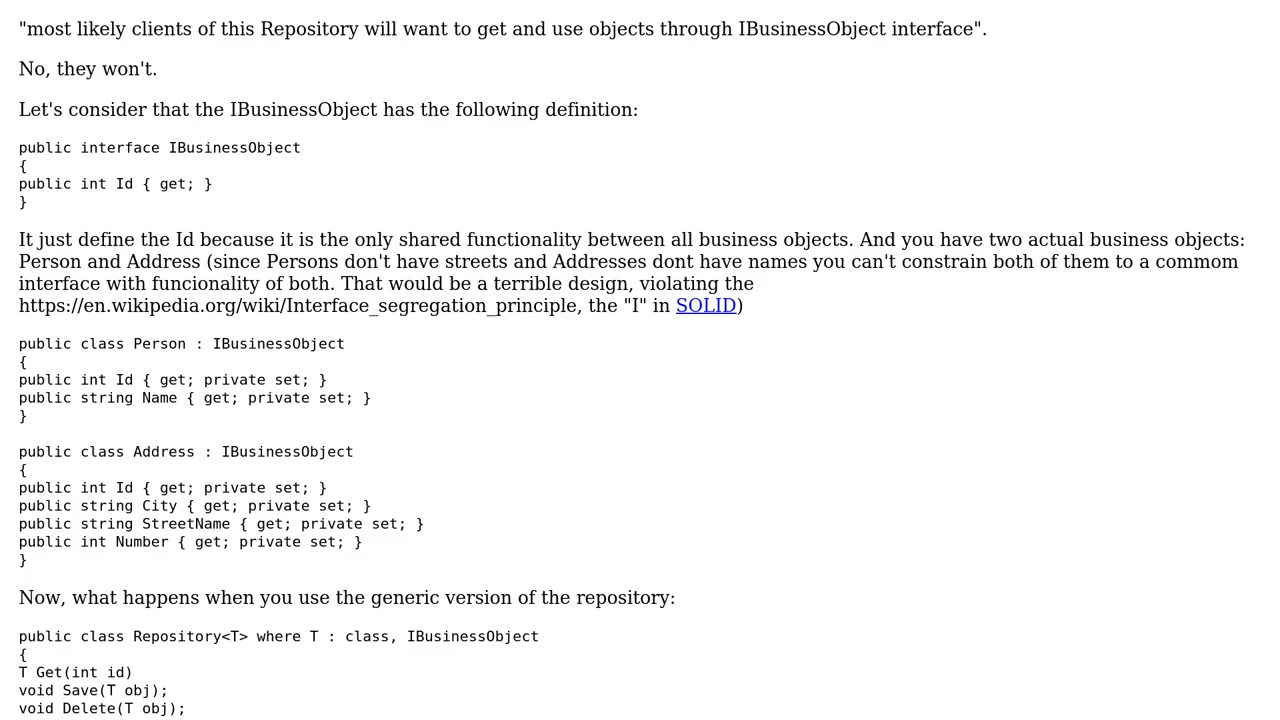 "most likely clients of this Repository will want to get and use objects through IBusinessObject interface".
No, they won't.
Let's consider that the IBusinessObject has the following definition:
public interface IBusinessObject
{
public int Id { get; }
}
It just define the Id because it is the only shared functionality between all business objects. And you have two actual business objects:
Person and Address (since Persons don't have streets and Addresses dont have names you can't constrain both of them to a commom
interface with funcionality of both. That would be a terrible design, violating the
https://en.wikipedia.org/wiki/Interface_segregation_principle, the "I" in SOLID)
public class Person : IBusinessObject
{
public int Id { get; private set; }
public string Name { get; private set; }
}
public class Address : IBusinessObject
{
public int Id { get; private set; }
public string City { get; private set; }
public string StreetName { get; private set; }
public int Number { get; private set; }
}
Now, what happens when you use the generic version of the repository:
public class Repository<T> where T : class, IBusinessObject
{
T Get(int id)
void Save(T obj);
void Delete(T obj);